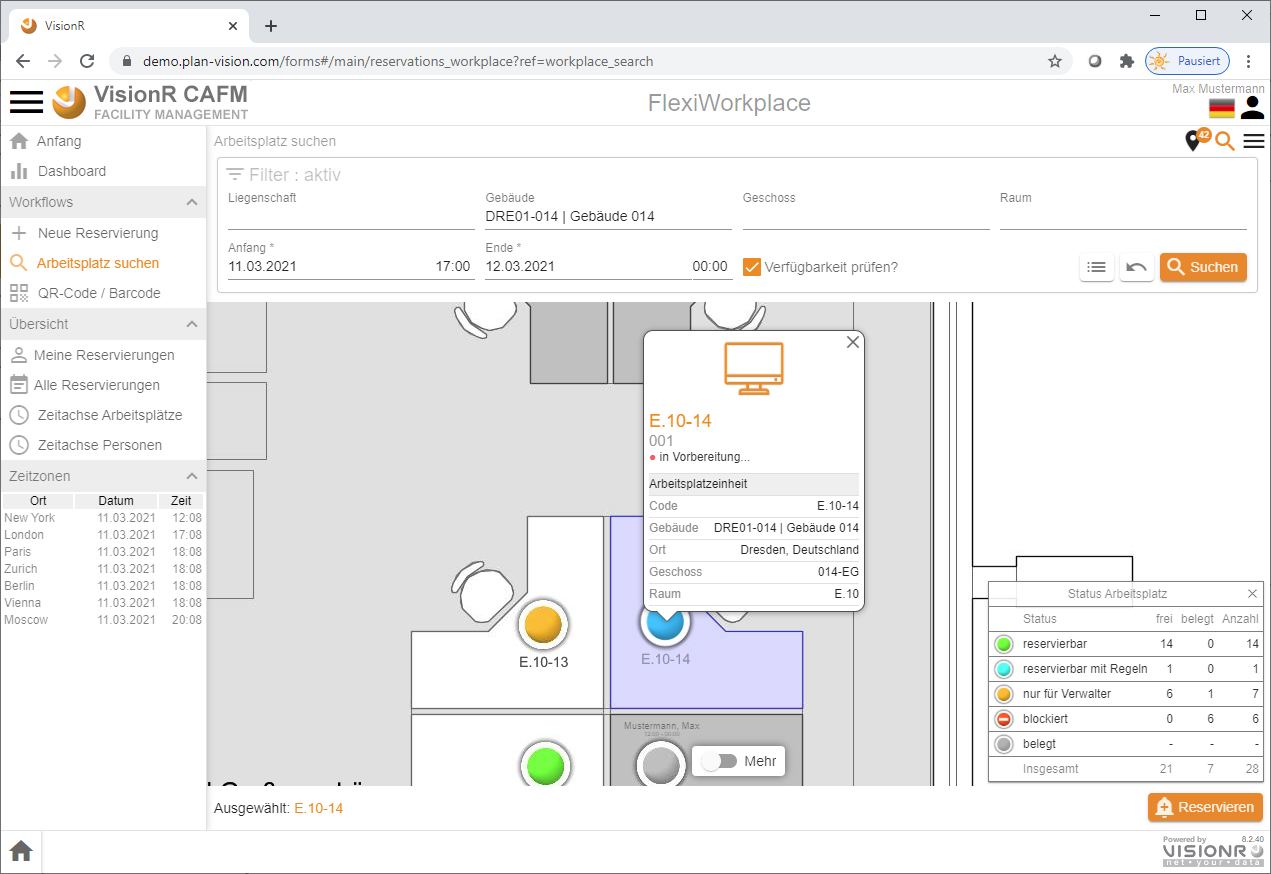 VisionR
demo.plan-vision.com/forms#/main/reservations_workplace?ref=workplace_search
Pausiert
VisionR CAFM
FACILITY MANAGEMENT
FlexiWorkplace
Max Mustermann
Anfang
Dashboard
Workflows
Neue Reservierung
Arbeitsplatz suchen
QR-Code / Barcode
Übersicht
Meine Reservierungen
Alle Reservierungen
Zeitachse Arbeitsplätze
Zeitachse Personen
Zeitzonen
Ort Datum Zeit
New York 11.03.2021 12:08
London 11.03.2021 17:08
Paris 11.03.2021 18:08
Zurich 11.03.2021 18:08
Berlin 11.03.2021 18:08
Vienna 11.03.2021 18:08
Moscow 11.03.2021 20:08
Arbeitsplatz suchen
42
Filter : aktiv
Liegenschaft Gebäude Geschoss Raum
DRE01-014 | Gebäude 014
Anfang * Ende *
11.03.2021 17:00 12.03.2021 00:00 Verfügbarkeit prüfen? Suchen
E.10-14
001
in Vorbereitung...
Arbeitsplatzeinheit
Code E.10-14
Gebäude DRE01-014 | Gebäude 014
Ort Dresden, Deutschland
Geschoss 014-EG
Raum E.10
E.10-13
E.10-14
Mustermann, Max
12:00 - 00:00
Mehr
Status Arbeitsplatz
Status frei belegt Anzahl
reservierbar 14 0 14
reservierbar mit Regeln 1 0 1
nur für Verwalter 6 1 7
blockiert 0 6 6
belegt - - -
Insgesamt 21 7 28
Ausgewählt: E.10-14
Reservieren
Powered by 8.2.40
VISIONR
net • your • data